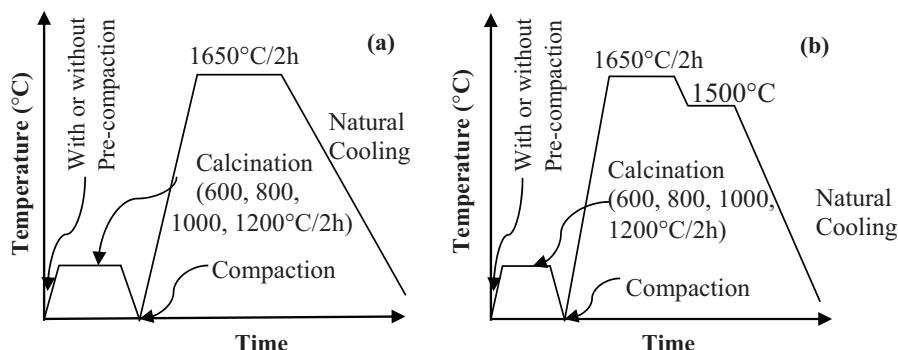 (a)
1650°C/2h
Temperature (°C)
With or without
Pre-compaction
Natural
Cooling
Calcination
(600, 800,
1000, 1200°C/2h)
Compaction
Time
(b)
1650°C/2h
1500°C
Temperature (°C)
With or without
Pre-compaction
Calcination
(600, 800, 1000,
1200°C/2h)
Natural
Cooling
Compaction
Time